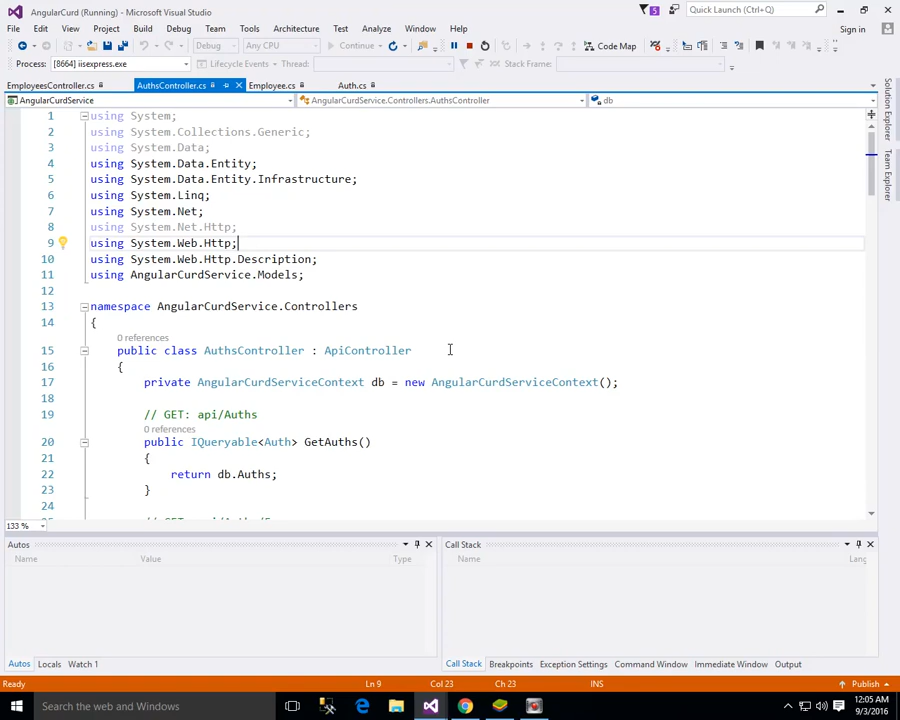 AngularCurd (Running) - Microsoft Visual Studio
5
Quick Launch (Ctrl+Q)
File Edit View Project Build Debug Team Tools Architecture Test Analyze Window Help
Sign in
Debug Any CPU Continue Code Map
Process: [8664] iisexpress.exe Lifecycle Events Thread: Stack Frame:
EmployeesController.cs AuthsController.cs Employee.cs Auth.cs
AngularCurdService AngularCurdService.Controllers.AuthsController db
Solution Explorer
Team Explorer
1 using System;
2 using System.Collections.Generic;
3 using System.Data;
4 using System.Data.Entity;
5 using System.Data.Entity.Infrastructure;
6 using System.Linq;
7 using System.Net;
8 using System.Net.Http;
9 using System.Web.Http;
10 using System.Web.Http.Description;
11 using AngularCurdService.Models;
12
13 namespace AngularCurdService.Controllers
14 {
0 references
15 public class AuthsController : ApiController
16 {
17 private AngularCurdServiceContext db = new AngularCurdServiceContext();
18
19 // GET: api/Auths
0 references
20 public IQueryable<Auth> GetAuths()
21 {
22 return db.Auths;
23 }
24
133 %
Autos
Name Value Type
Call Stack
Name Lang
Autos Locals Watch 1
Call Stack Breakpoints Exception Settings Command Window Immediate Window Output
Ready Ln 9 Col 23 Ch 23 INS Publish
Search the web and Windows
12:05 AM
9/3/2016